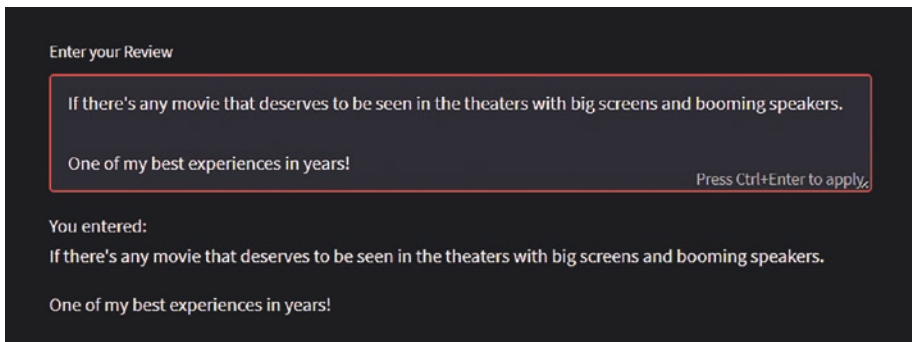 Enter your Review
If there's any movie that deserves to be seen in the theaters with big screens and booming speakers.
One of my best experiences in years!
Press Ctrl+Enter to apply
You entered:
If there's any movie that deserves to be seen in the theaters with big screens and booming speakers.
One of my best experiences in years!